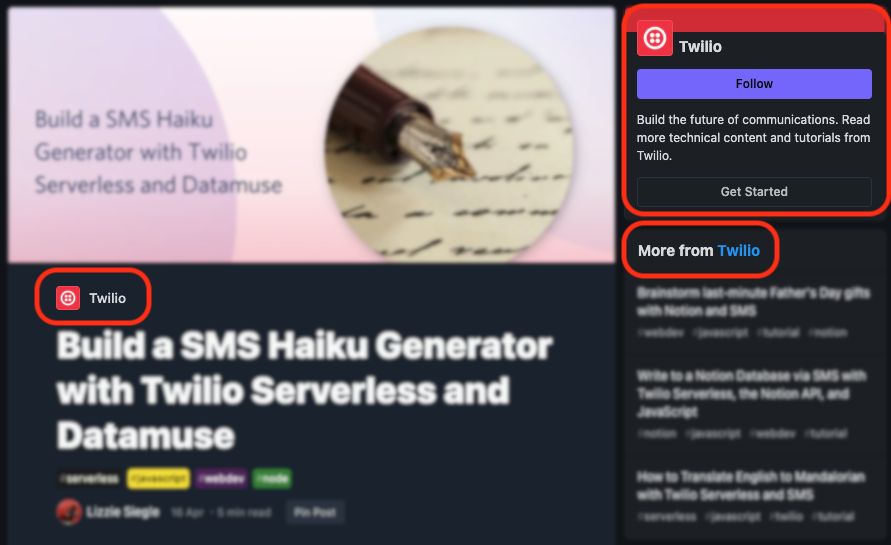 Build a SMS Haiku
Generator with Twilio
Serverless and Datamuse
Twilio
Build a SMS Haiku Generator
with Twilio Serverless and
Datamuse
#serverless #javascript #webdev #node
Lizzie Siegle 16 Apr · 5 min read Pin Post
Twilio
Follow
Build the future of communications. Read
more technical content and tutorials from
Twilio.
Get Started
More from Twilio
Brainstorm last-minute Father's Day gifts
with Notion and SMS
#webdev #javascript #tutorial #notion
Write to a Notion Database via SMS with
Twilio Serverless, the Notion API, and
JavaScript
#notion #javascript #webdev #tutorial
How to Translate English to Mandalorian
with Twilio Serverless and SMS
#serverless #javascript #twilio #tutorial